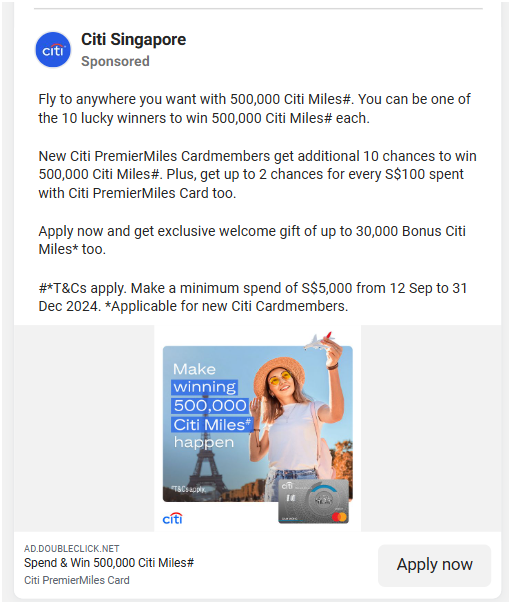 citi
Citi Singapore
Sponsored
Fly to anywhere you want with 500,000 Citi Miles#. You can be one of
the 10 lucky winners to win 500,000 Citi Miles# each.
New Citi PremierMiles Cardmembers get additional 10 chances to win
500,000 Citi Miles#. Plus, get up to 2 chances for every S$100 spent
with Citi PremierMiles Card too.
Apply now and get exclusive welcome gift of up to 30,000 Bonus Citi
Miles* too.
#*T&Cs apply. Make a minimum spend of S$5,000 from 12 Sep to 31
Dec 2024. *Applicable for new Citi Cardmembers.
Make
winning
500,000
Citi Miles#
happen
#T&Cs apply.
citi
citi
AD.DOUBLECLICK.NET
Spend & Win 500,000 Citi Miles#
Citi PremierMiles Card
Apply now